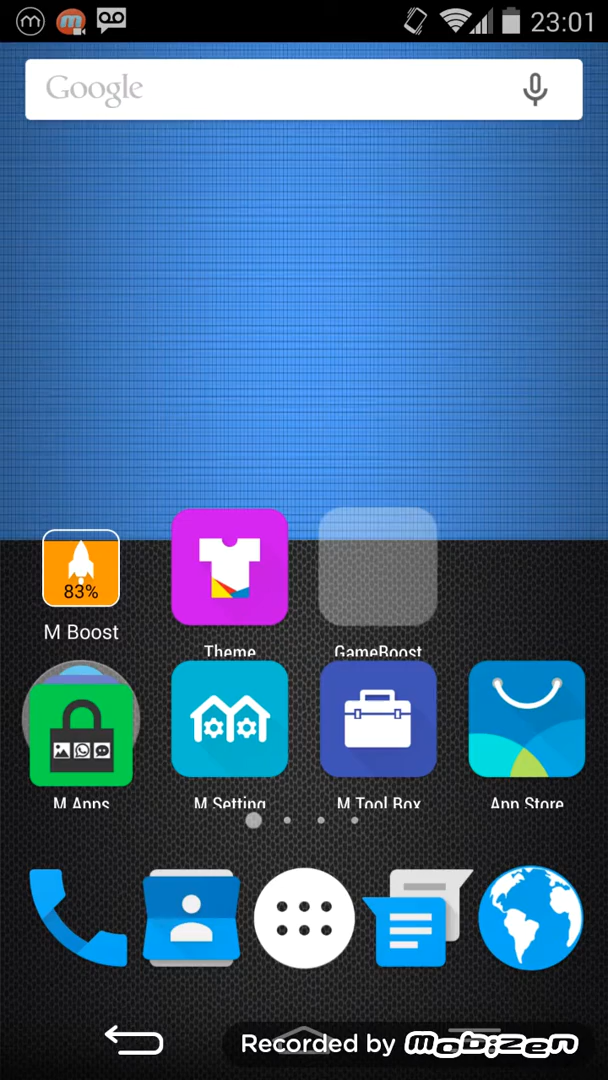 23:01
Google
83%
M Boost
Theme
GameBoost
M Apps
M Setting
M Tool Box
App Store
Recorded by mobizen